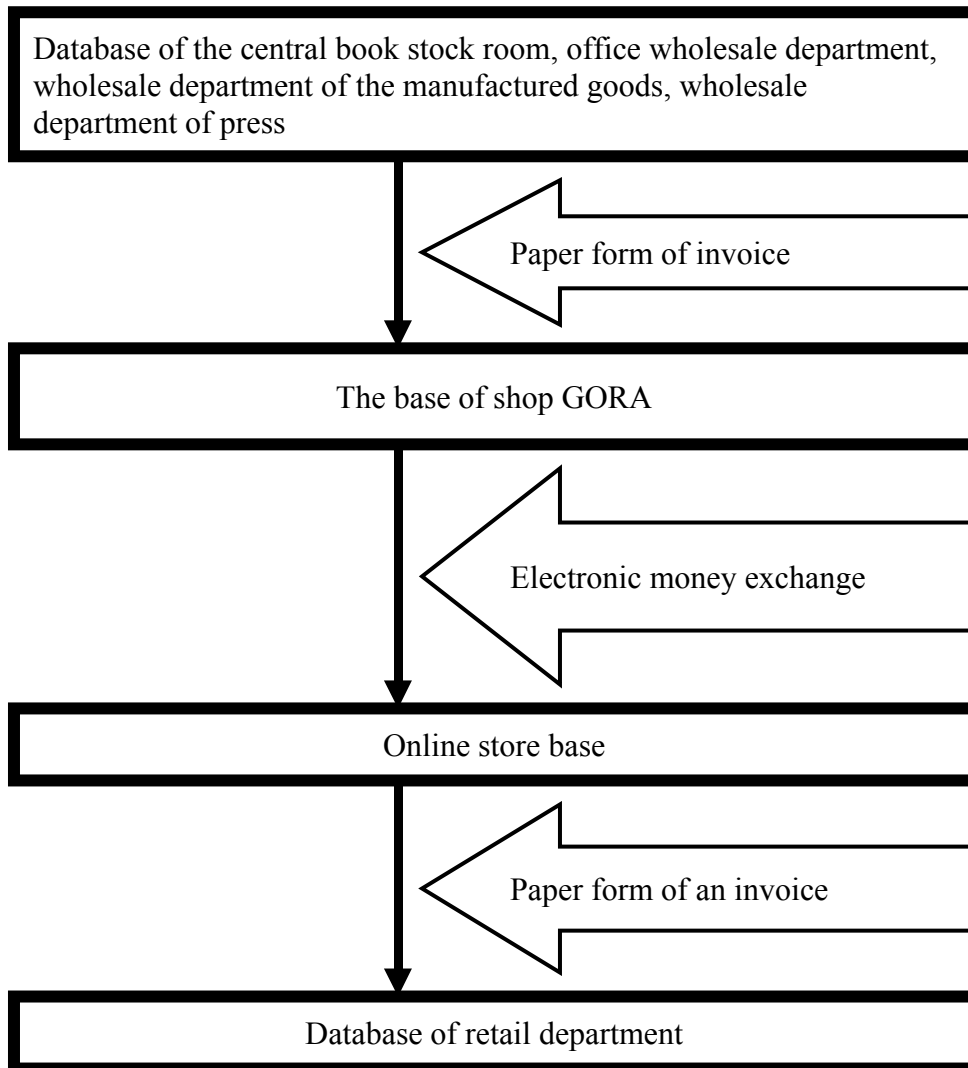 Database of the central book stock room, office wholesale department,
wholesale department of the manufactured goods, wholesale
department of press
Paper form of invoice
The base of shop GORA
Electronic money exchange
Online store base
Paper form of an invoice
Database of retail department